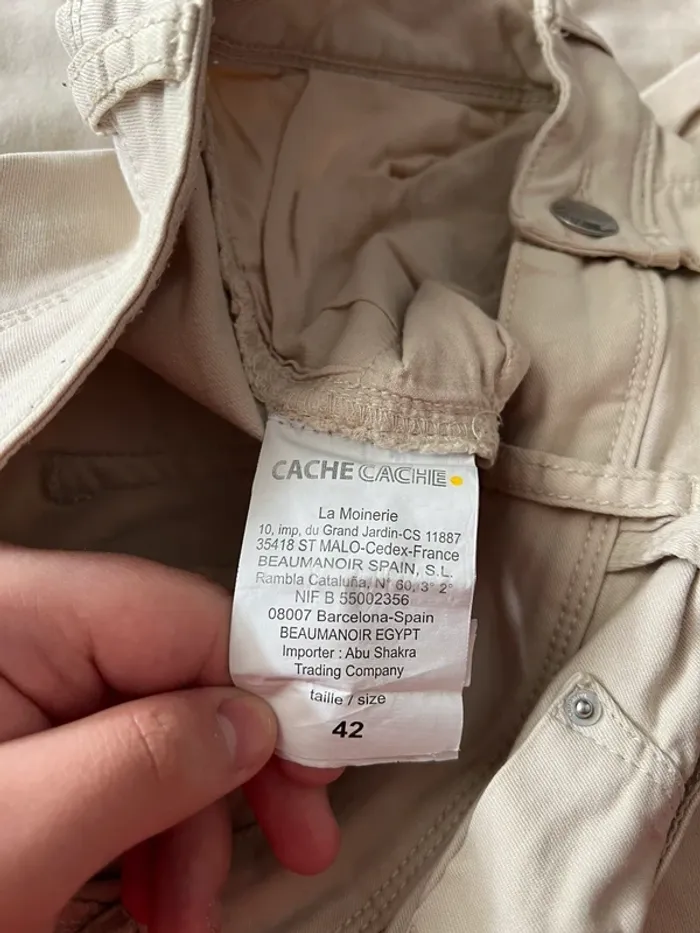 CACHE CACHE.
La Moinerie
10, imp, du Grand Jardin-CS 11887
35418 ST MALO-Cedex-France
BEAUMANOIR SPAIN, S.L.
Rambla Cataluña, N° 60, 3° 2°
NIF B 55002356
08007 Barcelona-Spain
BEAUMANOIR EGYPT
Importer : Abu Shakra
Trading Company
taille / size
42